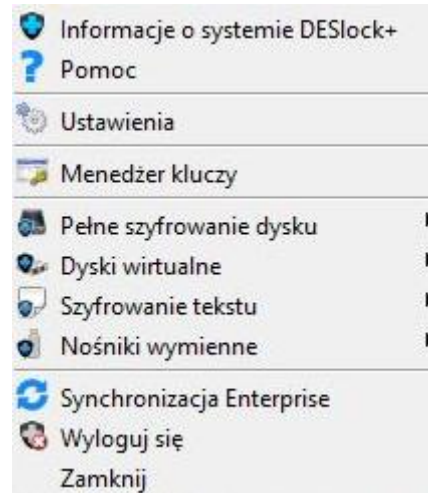 Informacje o systemie DESlock+
Pomoc
Ustawienia
Menedżer kluczy
Pełne szyfrowanie dysku
Dyski wirtualne
Szyfrowanie tekstu
Nośniki wymienne
Synchronizacja Enterprise
Wyloguj się
Zamknij